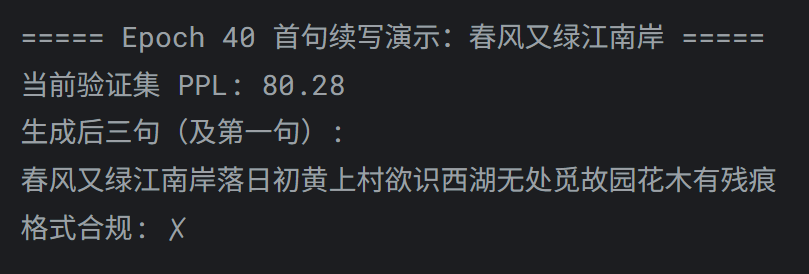 ===== Epoch 40 首句续写演示：春风又绿江南岸 =====
当前验证集 PPL: 80.28
生成后三句（及第一句）:
春风又绿江南岸落日初黄上村欲识西湖无处觅故园花木有残痕
格式合规: ✗